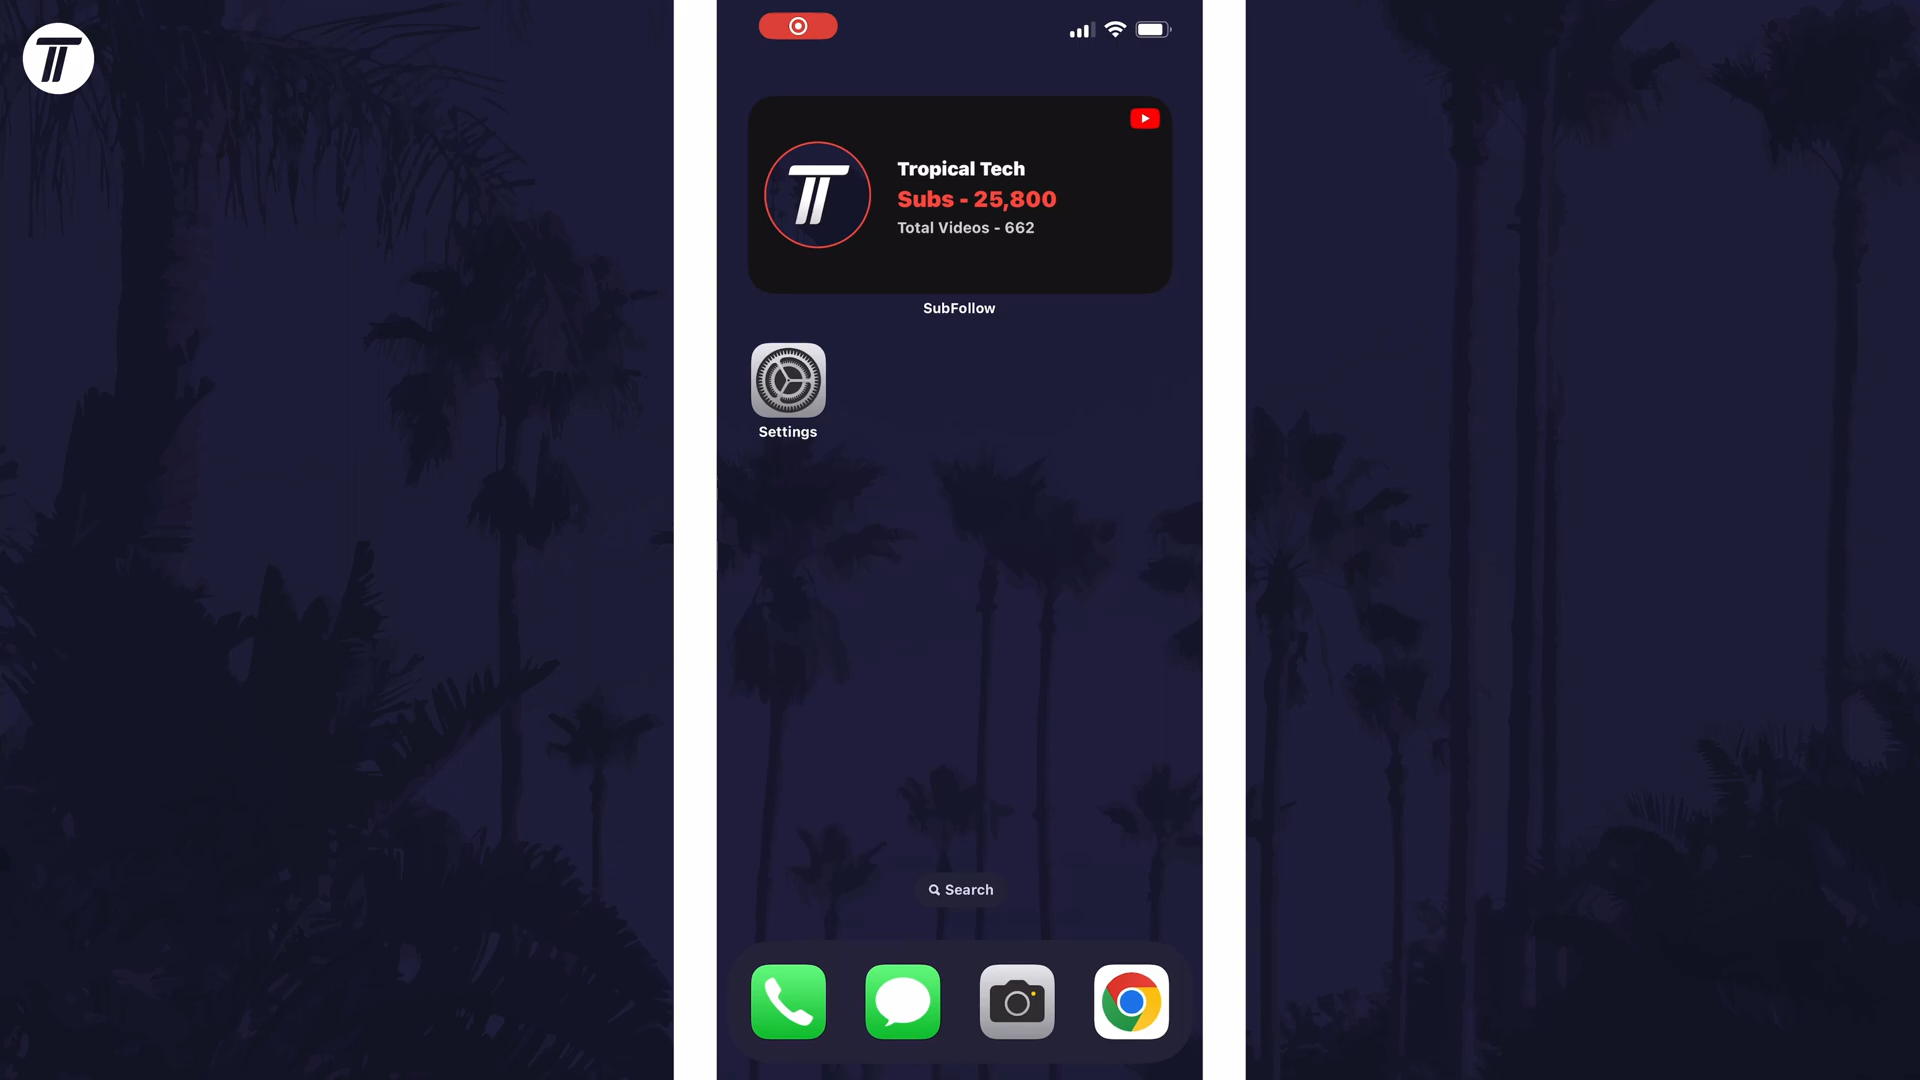 Tropical Tech
Subs - 25,800
Total Videos - 662
SubFollow
Settings
Search